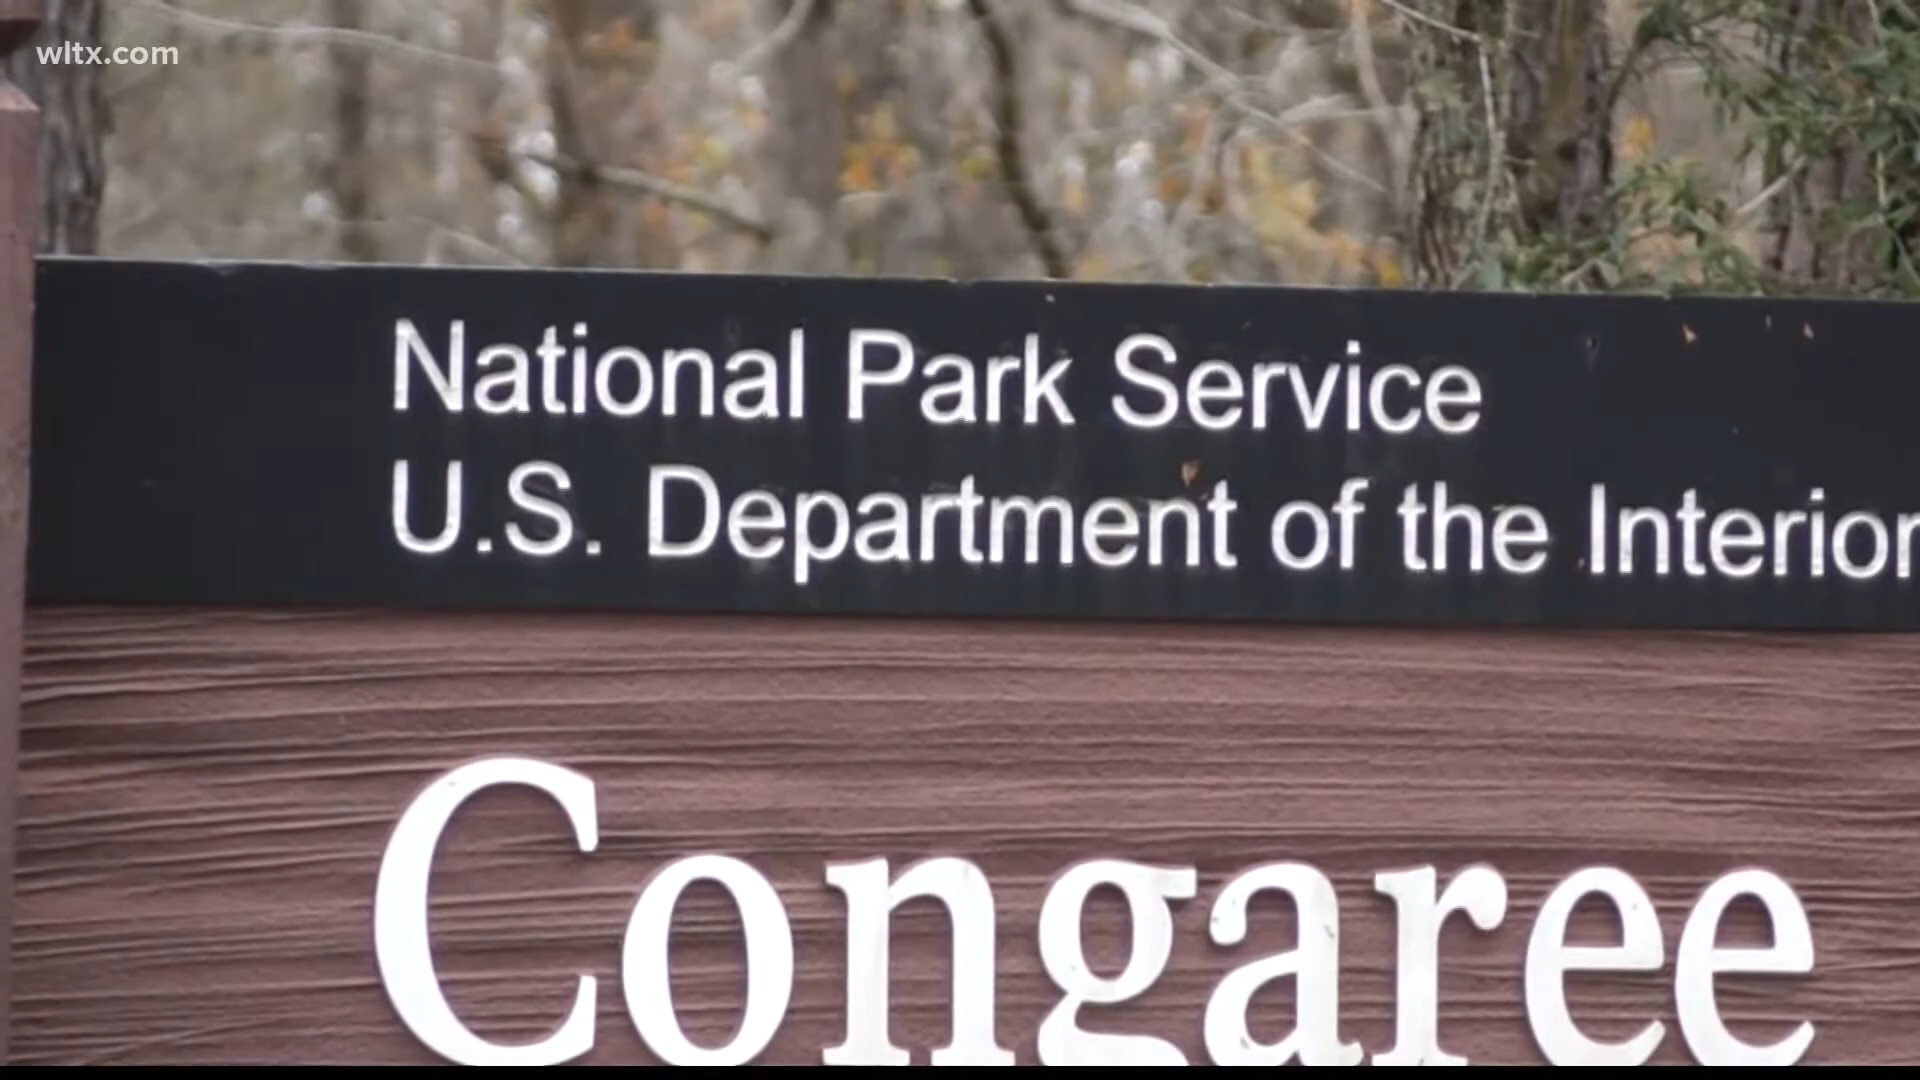 wltx.com
National Park Service
U.S. Department of the Interior
Congaree